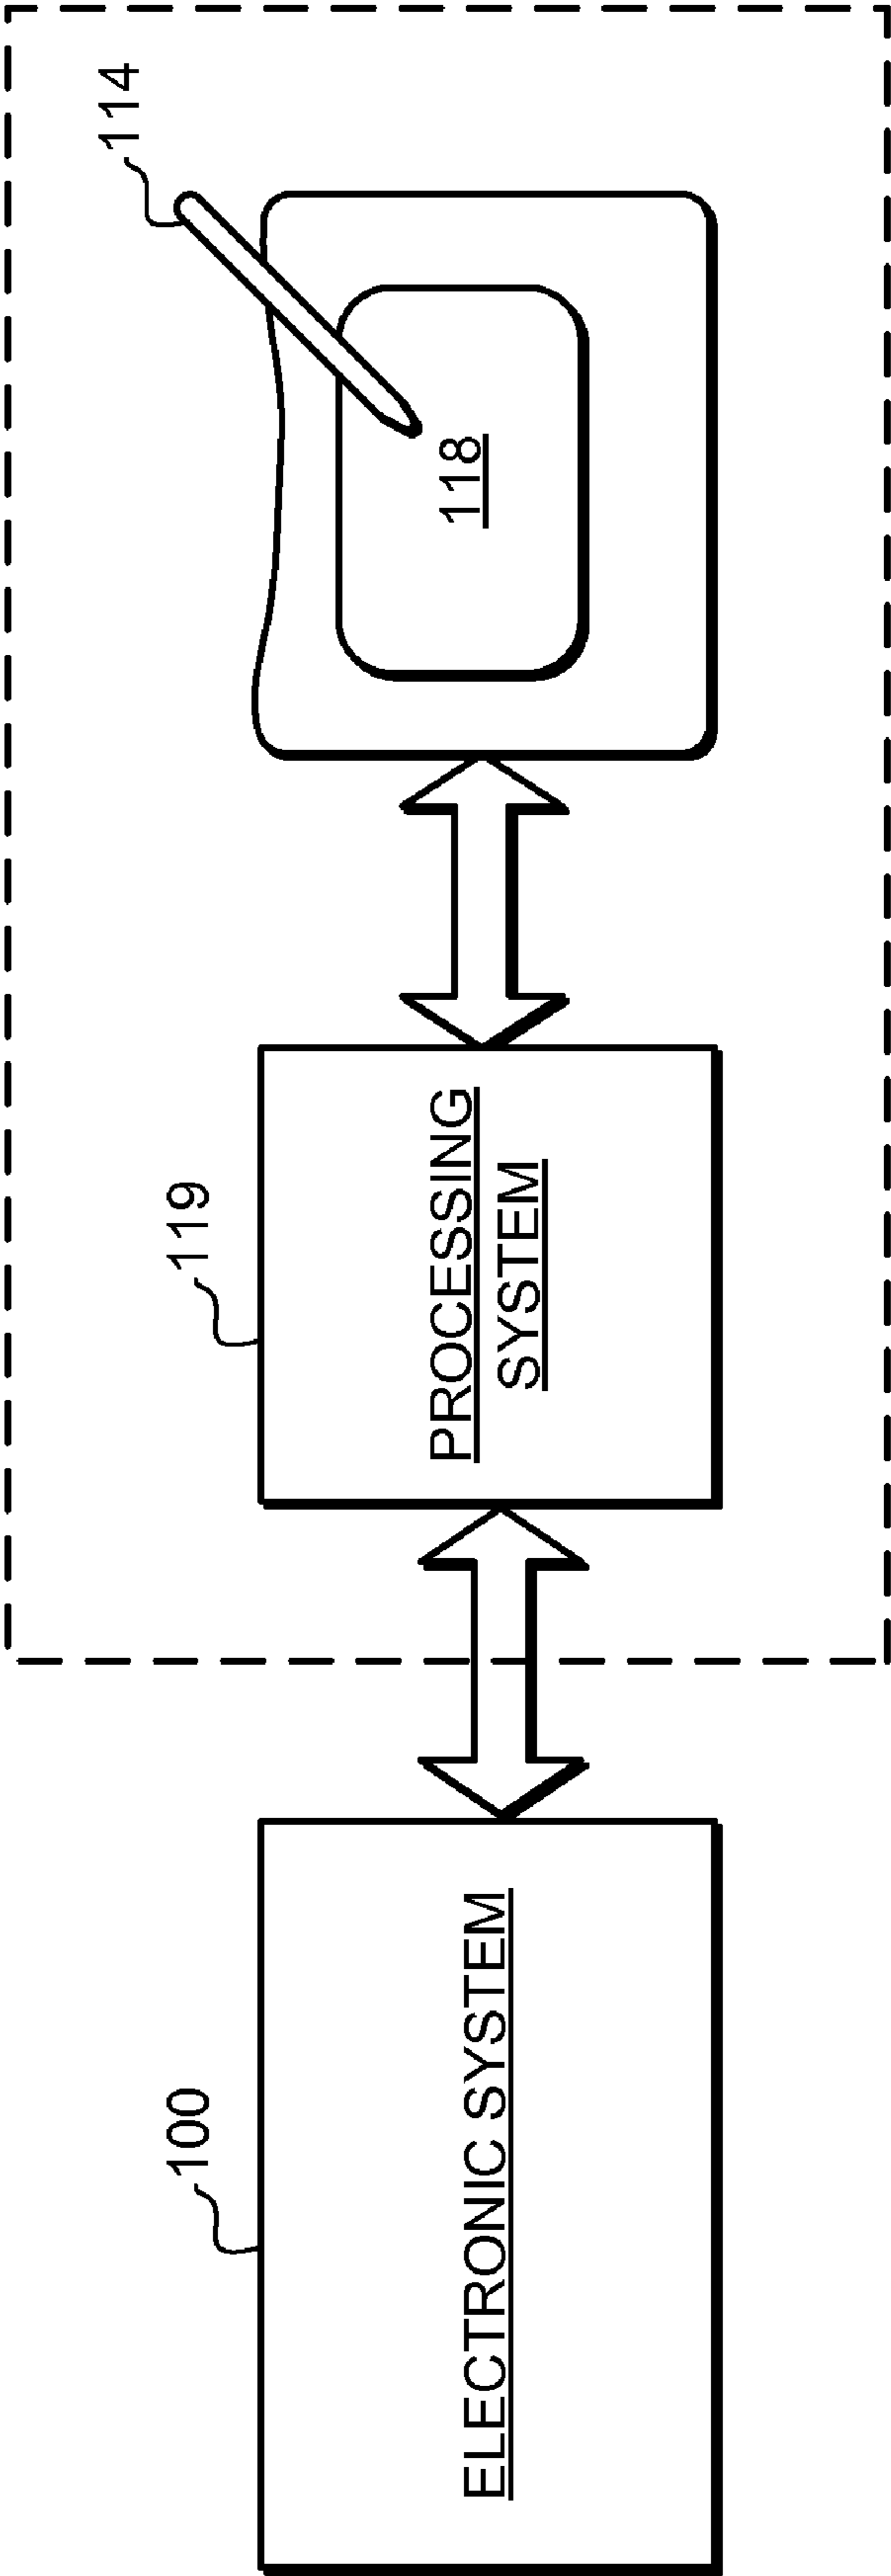 100
ELECTRONIC SYSTEM
119
PROCESSING
SYSTEM
114
118